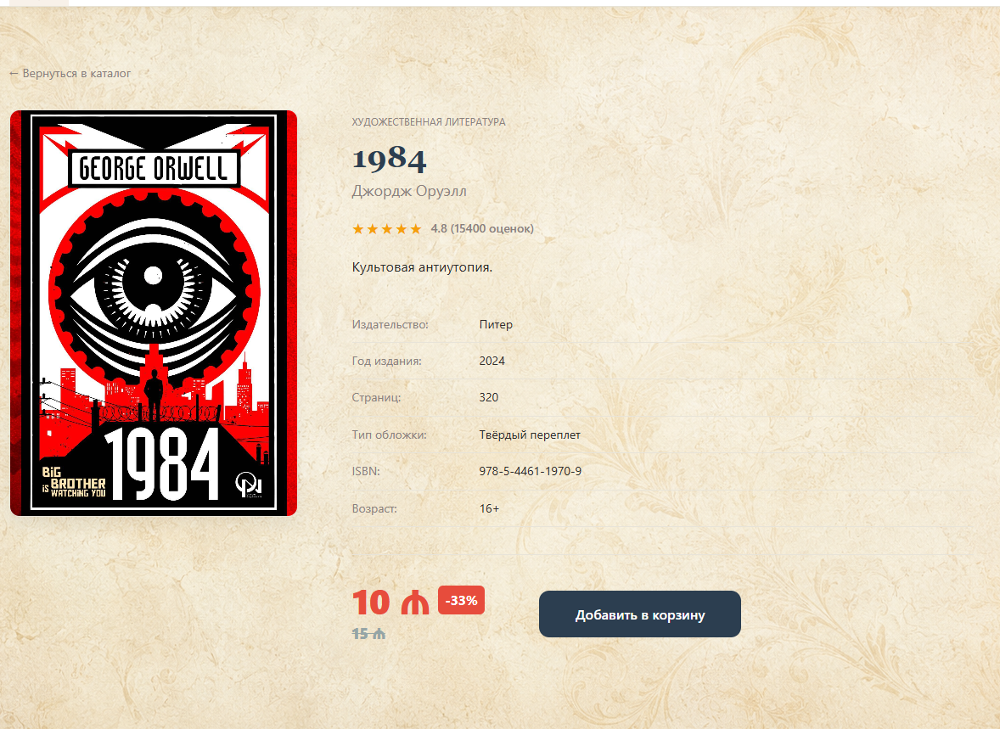 ← Вернуться в каталог
GEORGE ORWELL
1984
BIG
BROTHER
IS WATCHING YOU
ХУДОЖЕСТВЕННАЯ ЛИТЕРАТУРА
1984
Джордж Оруэлл
★★★★★ 4.8 (15400 оценок)
Культовая антиутопия.
Издательство: Питер
Год издания: 2024
Страниц: 320
Тип обложки: Твёрдый переплет
ISBN: 978-5-4461-1970-9
Возраст: 16+
10 ₼ -33%
15 ₼
Добавить в корзину